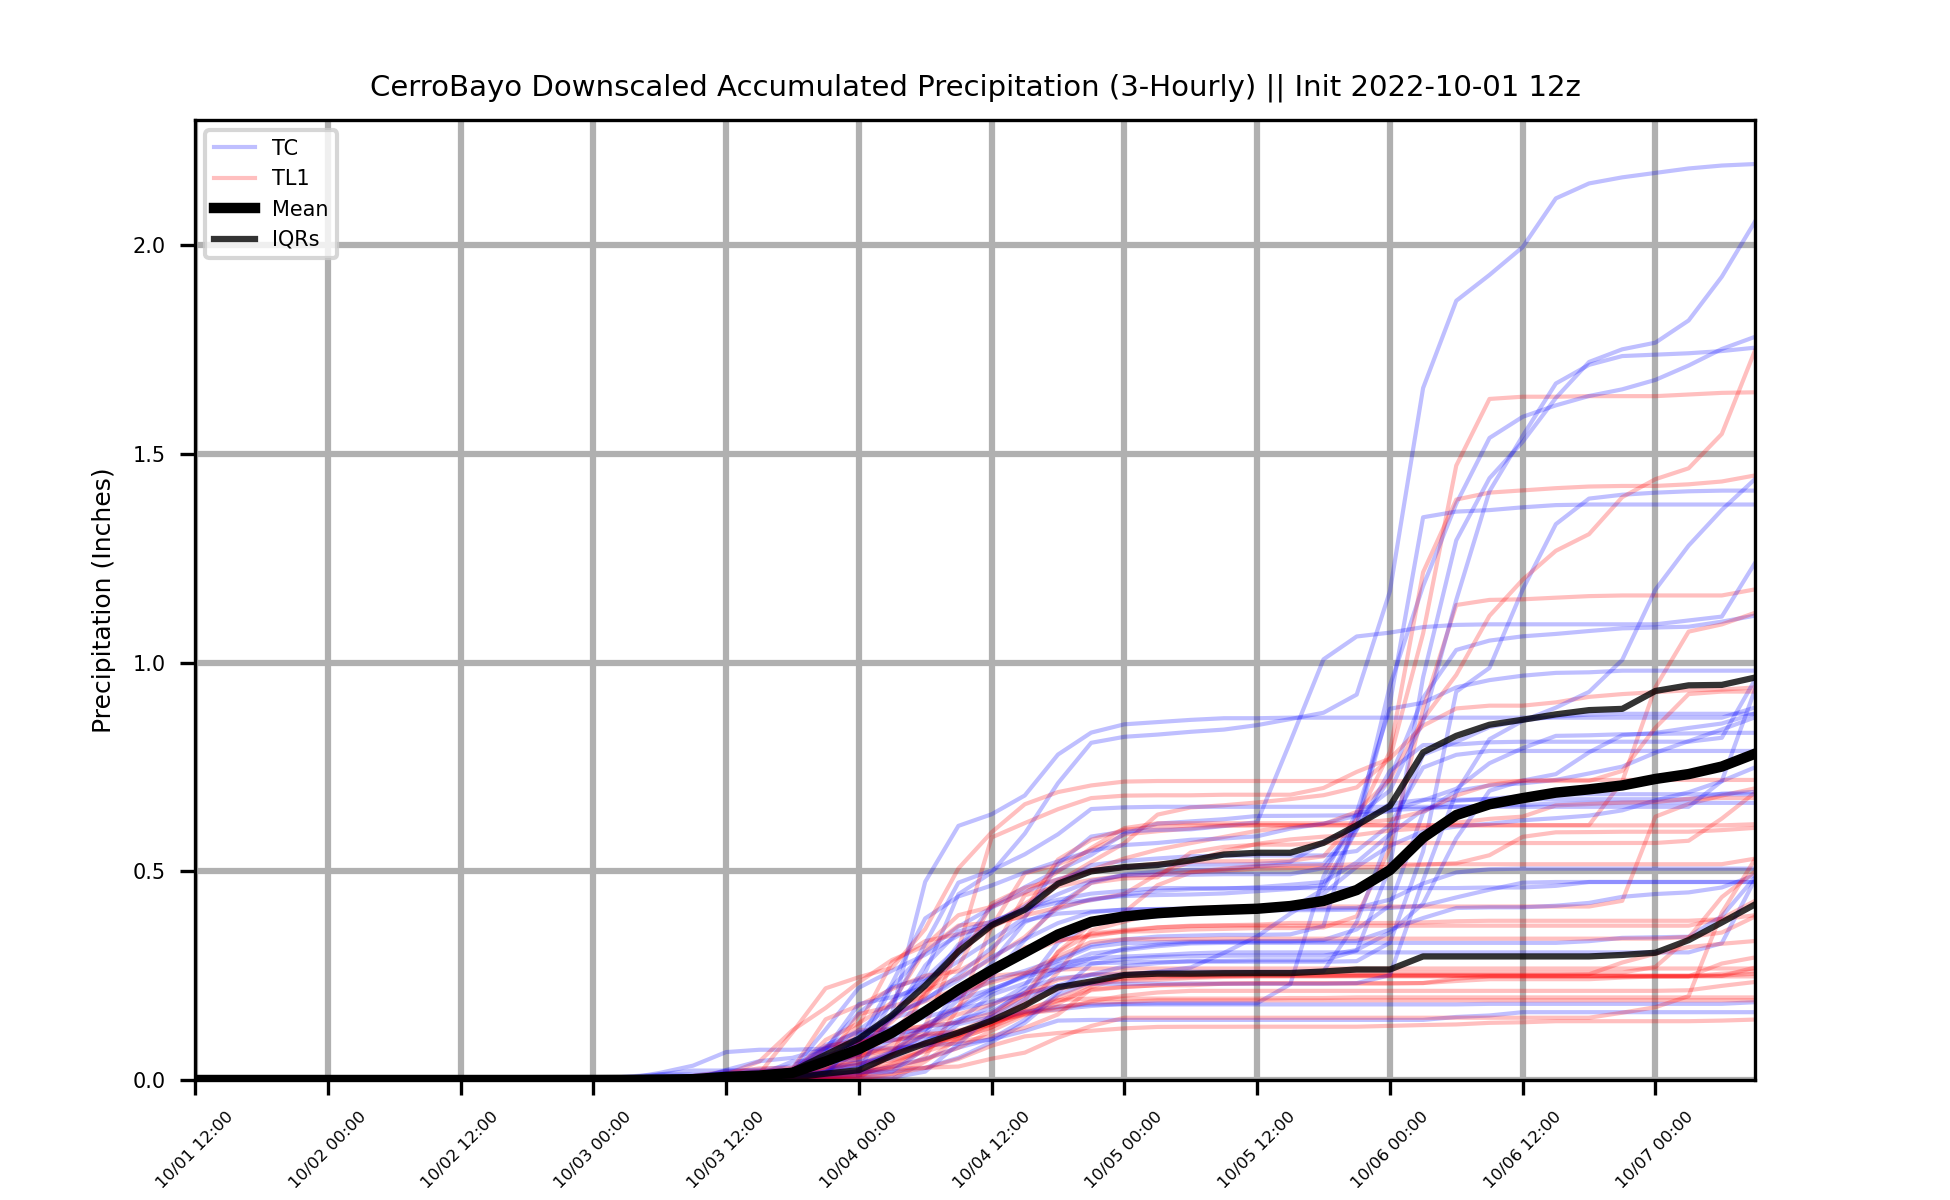 CerroBayo Downscaled Accumulated Precipitation (3-Hourly) || Init 2022-10-01 12z
TC
TL1
Mean
IQRs
Precipitation (Inches)
2.0
1.5
1.0
0.5
0.0
10/01 12:00
10/02 00:00
10/02 12:00
10/03 00:00
10/03 12:00
10/04 00:00
10/04 12:00
10/05 00:00
10/05 12:00
10/06 00:00
10/06 12:00
10/07 00:00